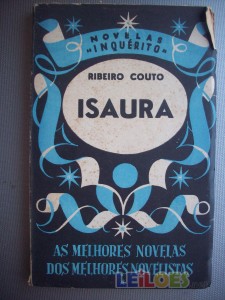 NOVELAS
"INQUÉRITO"
RIBEIRO COUTO
ISAURA
AS MELHORES NOVELAS
DOS MELHORES NOVELISTAS
LEILOES